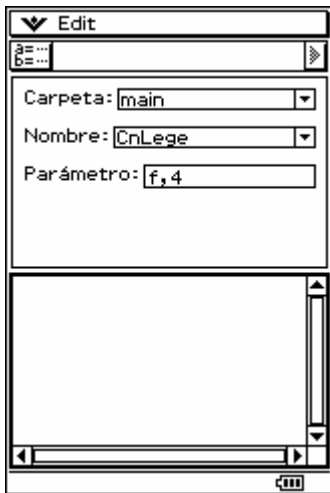 Edit
a=...
b=...
Carpeta: main
Nombre: CnLege
Parámetro: f,4